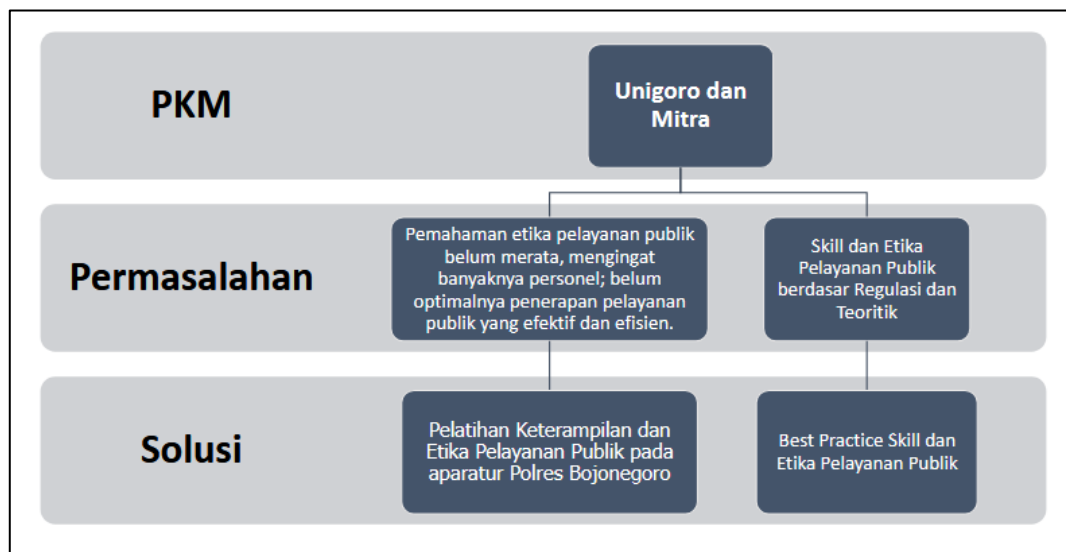 PKM
Unigoro dan
Mitra
Permasalahan
Pemahaman etika pelayanan publik
belum merata, mengingat
banyaknya personel; belum
optimalnya penerapan pelayanan
publik yang efektif dan efisien.
Skill dan Etika
Pelayanan Publik
berdasar Regulasi dan
Teoritik
Solusi
Pelatihan Keterampilan dan
Etika Pelayanan Publik pada
aparatur Polres Bojonegoro
Best Practice Skill dan
Etika Pelayanan Publik